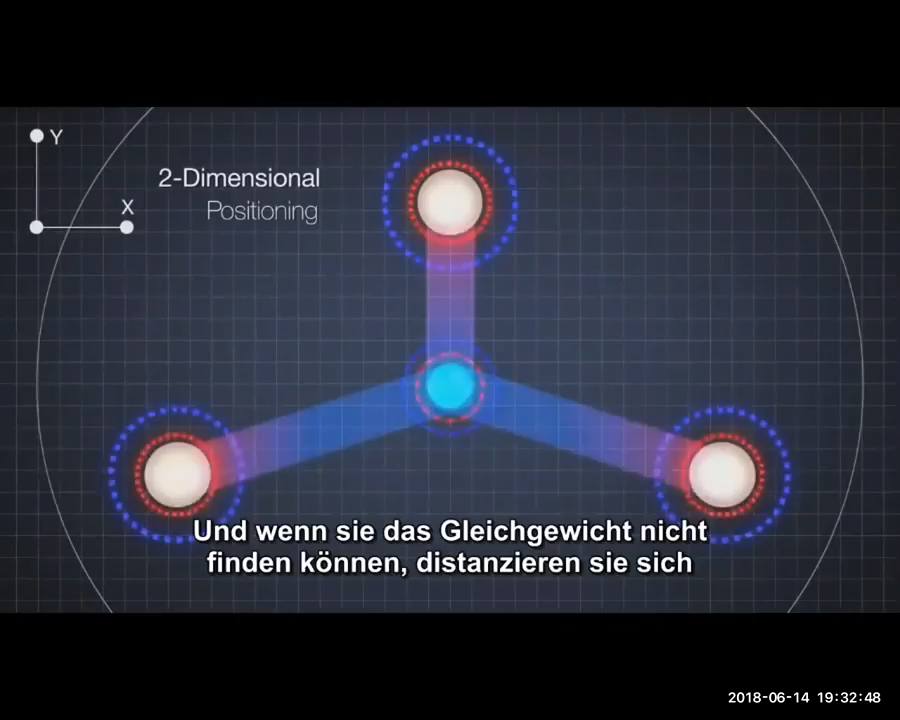 Y
X
2-Dimensional
Positioning
Und wenn sie das Gleichgewicht nicht
finden können, distanzieren sie sich
2018-06-14 19:32:48